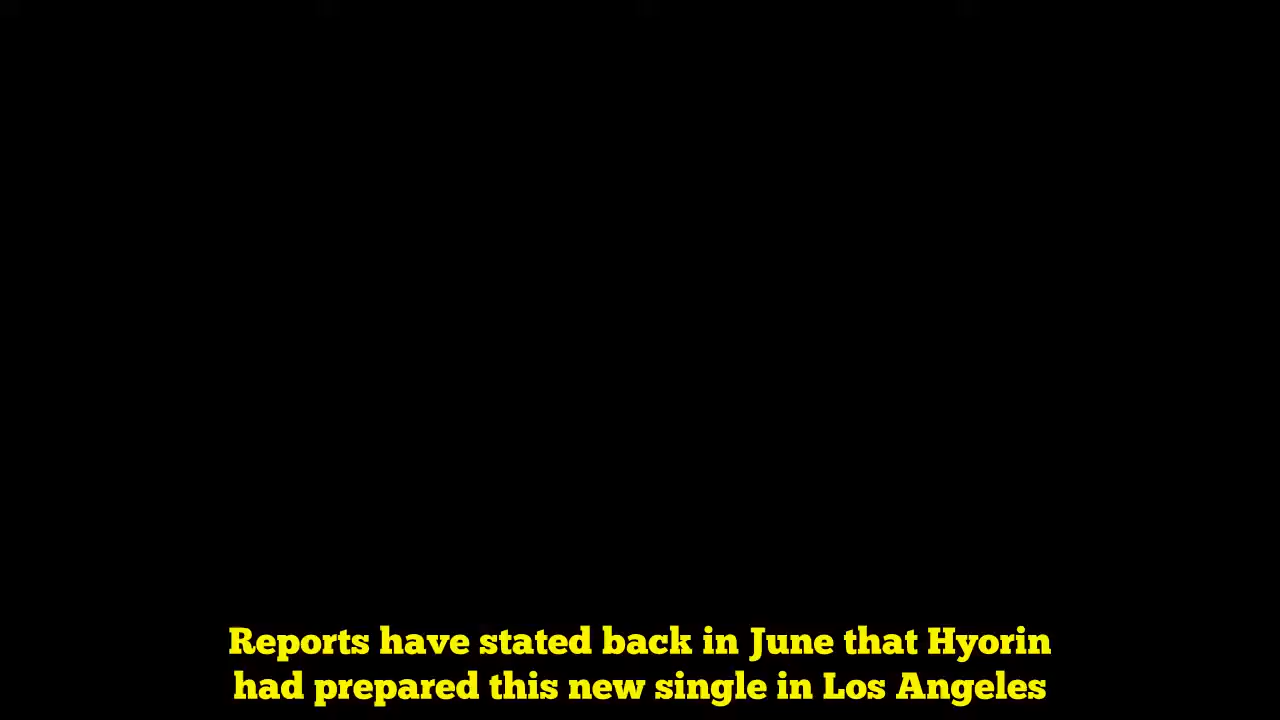 Reports have stated back in June that Hyorin
had prepared this new single in Los Angeles